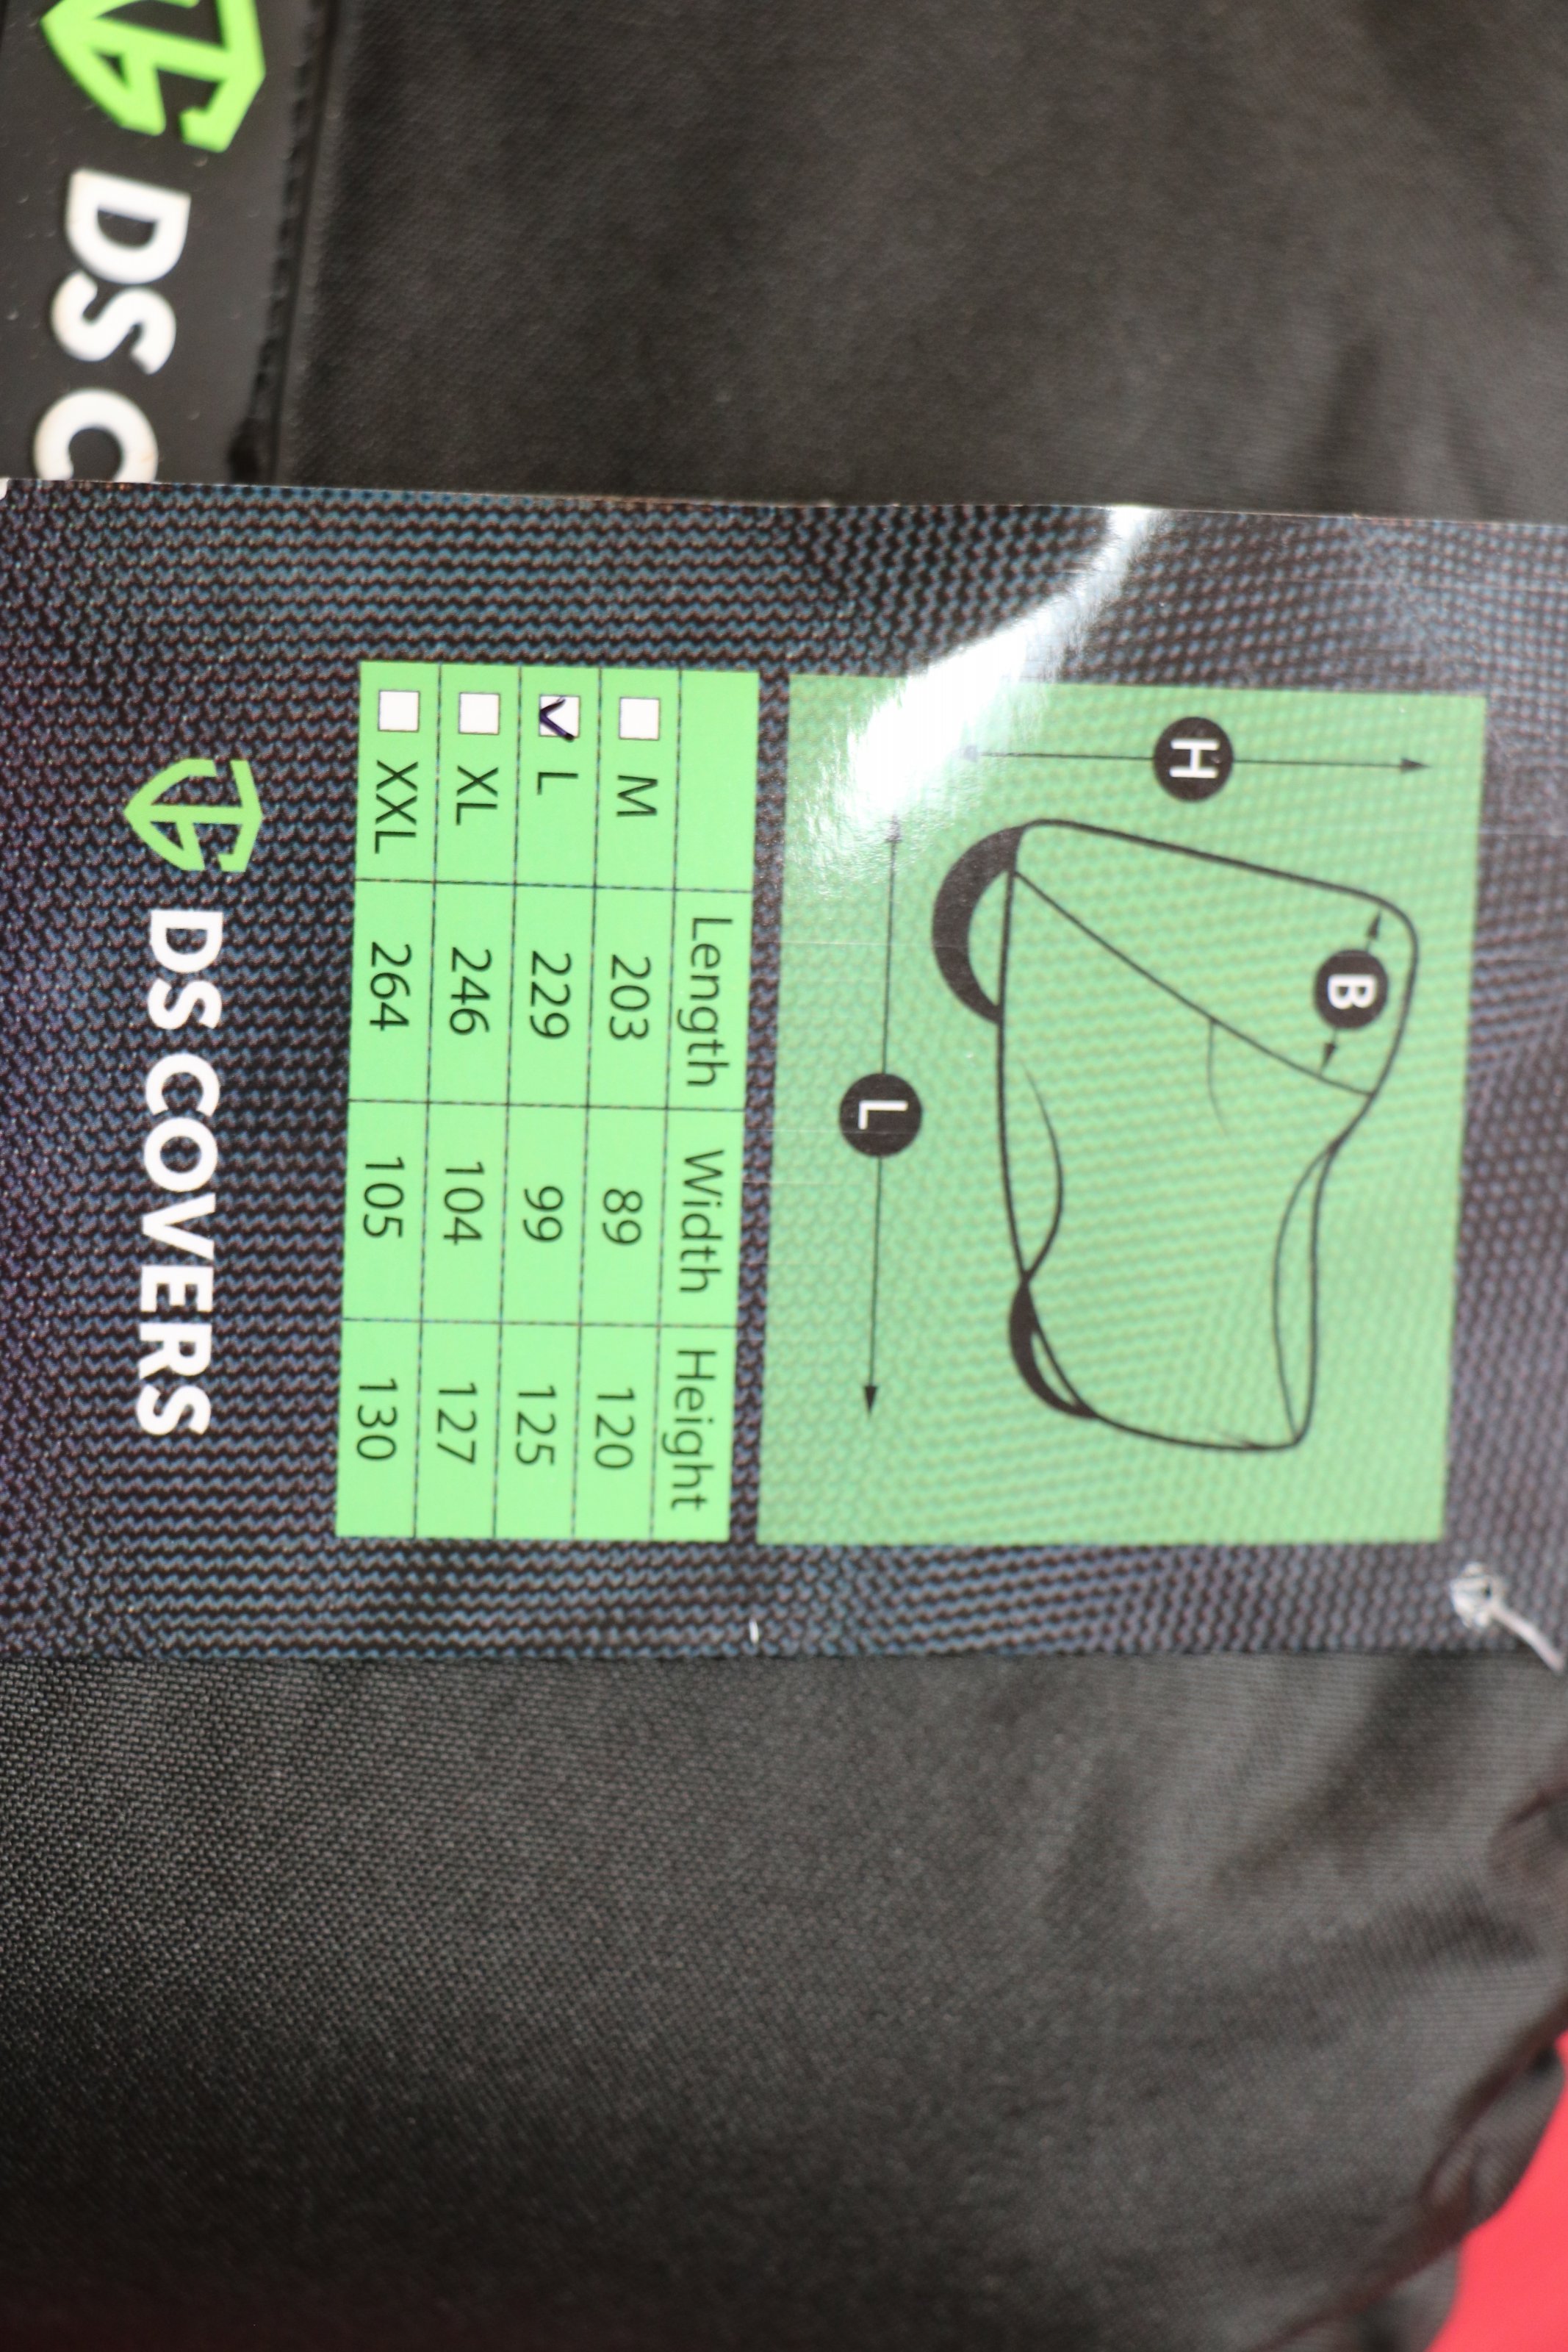 DS C
H
B
L
Length Width Height
M 203 89 120
L 229 99 125
XL 246 104 127
XXL 264 105 130
DS COVERS